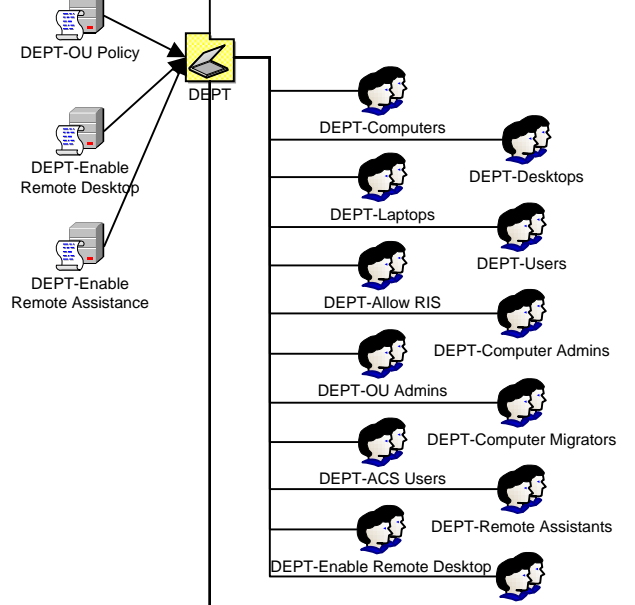 DEPT-OU Policy
DEPT
DEPT-Enable
Remote Desktop
DEPT-Enable
Remote Assistance
DEPT-Computers
DEPT-Desktops
DEPT-Laptops
DEPT-Users
DEPT-Allow RIS
DEPT-Computer Admins
DEPT-OU Admins
DEPT-Computer Migrators
DEPT-ACS Users
DEPT-Remote Assistants
DEPT-Enable Remote Desktop